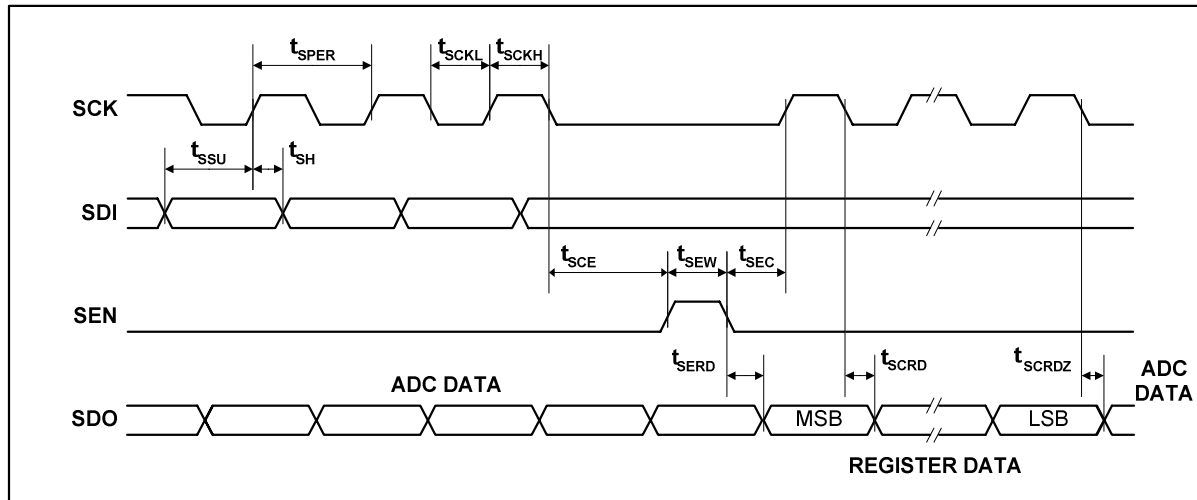 tSPER
tSCKL
tSCKH
SCK
tSSU
tSH
SDI
tSCE
tSEW
tSEC
SEN
tSERD
tSCRD
tSCRDZ
ADC DATA
ADC DATA
SDO
MSB
LSB
REGISTER DATA